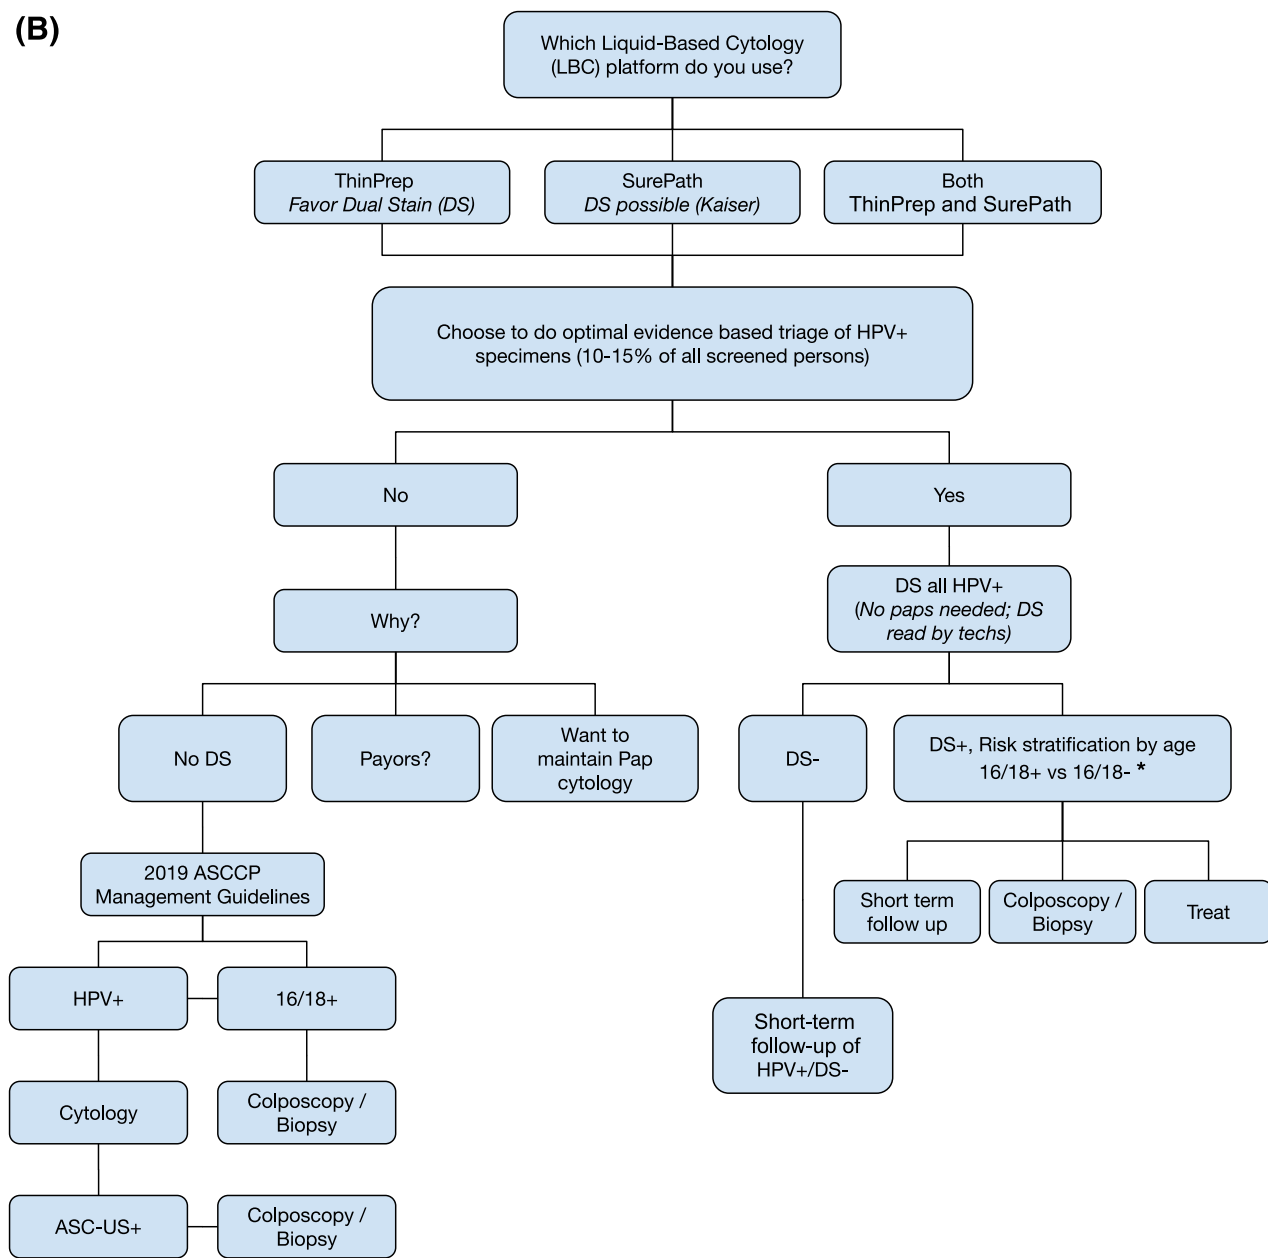 (B)
Which Liquid-Based Cytology
(LBC) platform do you use?
ThinPrep
Favor Dual Stain (DS)
SurePath
DS possible (Kaiser)
Both
ThinPrep and SurePath
Choose to do optimal evidence based triage of HPV+
specimens (10-15% of all screened persons)
No
Yes
Why?
DS all HPV+
(No paps needed; DS
read by techs)
No DS
Payors?
Want to
maintain Pap
cytology
DS-
DS+, Risk stratification by age
16/18+ vs 16/18- *
2019 ASCCP
Management Guidelines
Short term
follow up
Colposcopy /
Biopsy
Treat
HPV+
16/18+
Short-term
follow-up of
HPV+/DS-
Cytology
Colposcopy /
Biopsy
ASC-US+
Colposcopy /
Biopsy